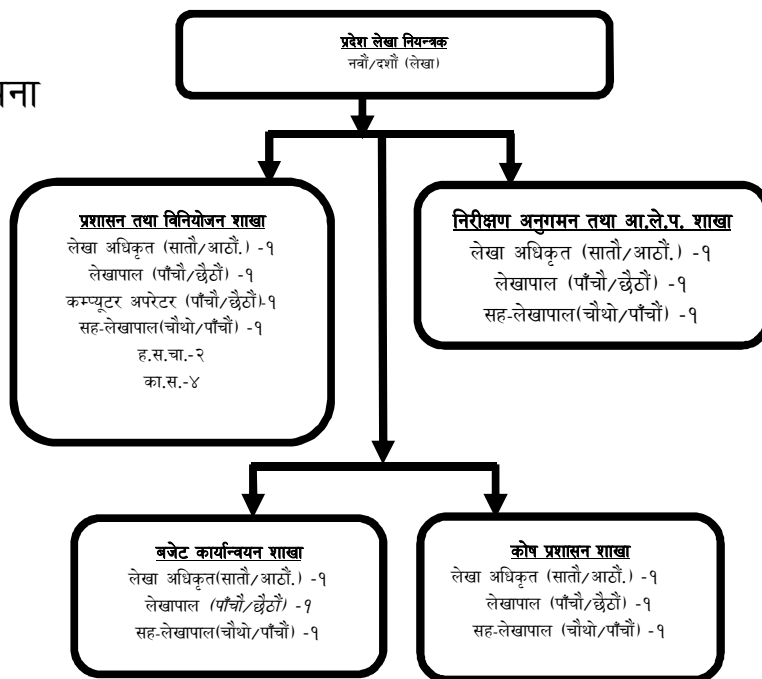 प्रदेश लेखा नियन्त्रक
नवौं/दशौं (लेखा)
प्रशासन तथा विनियोजन शाखा
लेखा अधिकृत (सातौ/आठौं.) -१
लेखापाल (पाँचौ/छैठौं) -१
कम्प्यूटर अपरेटर (पाँचौ/छैठौं)-१
सह-लेखापाल(चौथो/पाँचौं) -१
ह.स.चा.-२
का.स.-४
निरीक्षण अनुगमन तथा आ.ले.प. शाखा
लेखा अधिकृत (सातौ/आठौं.) -१
लेखापाल (पाँचौ/छैठौं) -१
सह-लेखापाल(चौथो/पाँचौं) -१
बजेट कार्यान्वयन शाखा
लेखा अधिकृत(सातौ/आठौं.) -१
लेखापाल (पाँचौ/छैठौं) -१
सह-लेखापाल(चौथो/पाँचौं) -१
कोष प्रशासन शाखा
लेखा अधिकृत (सातौ/आठौं.) -१
लेखापाल (पाँचौ/छैठौं) -१
सह-लेखापाल (चौथो/पाँचौं) -१